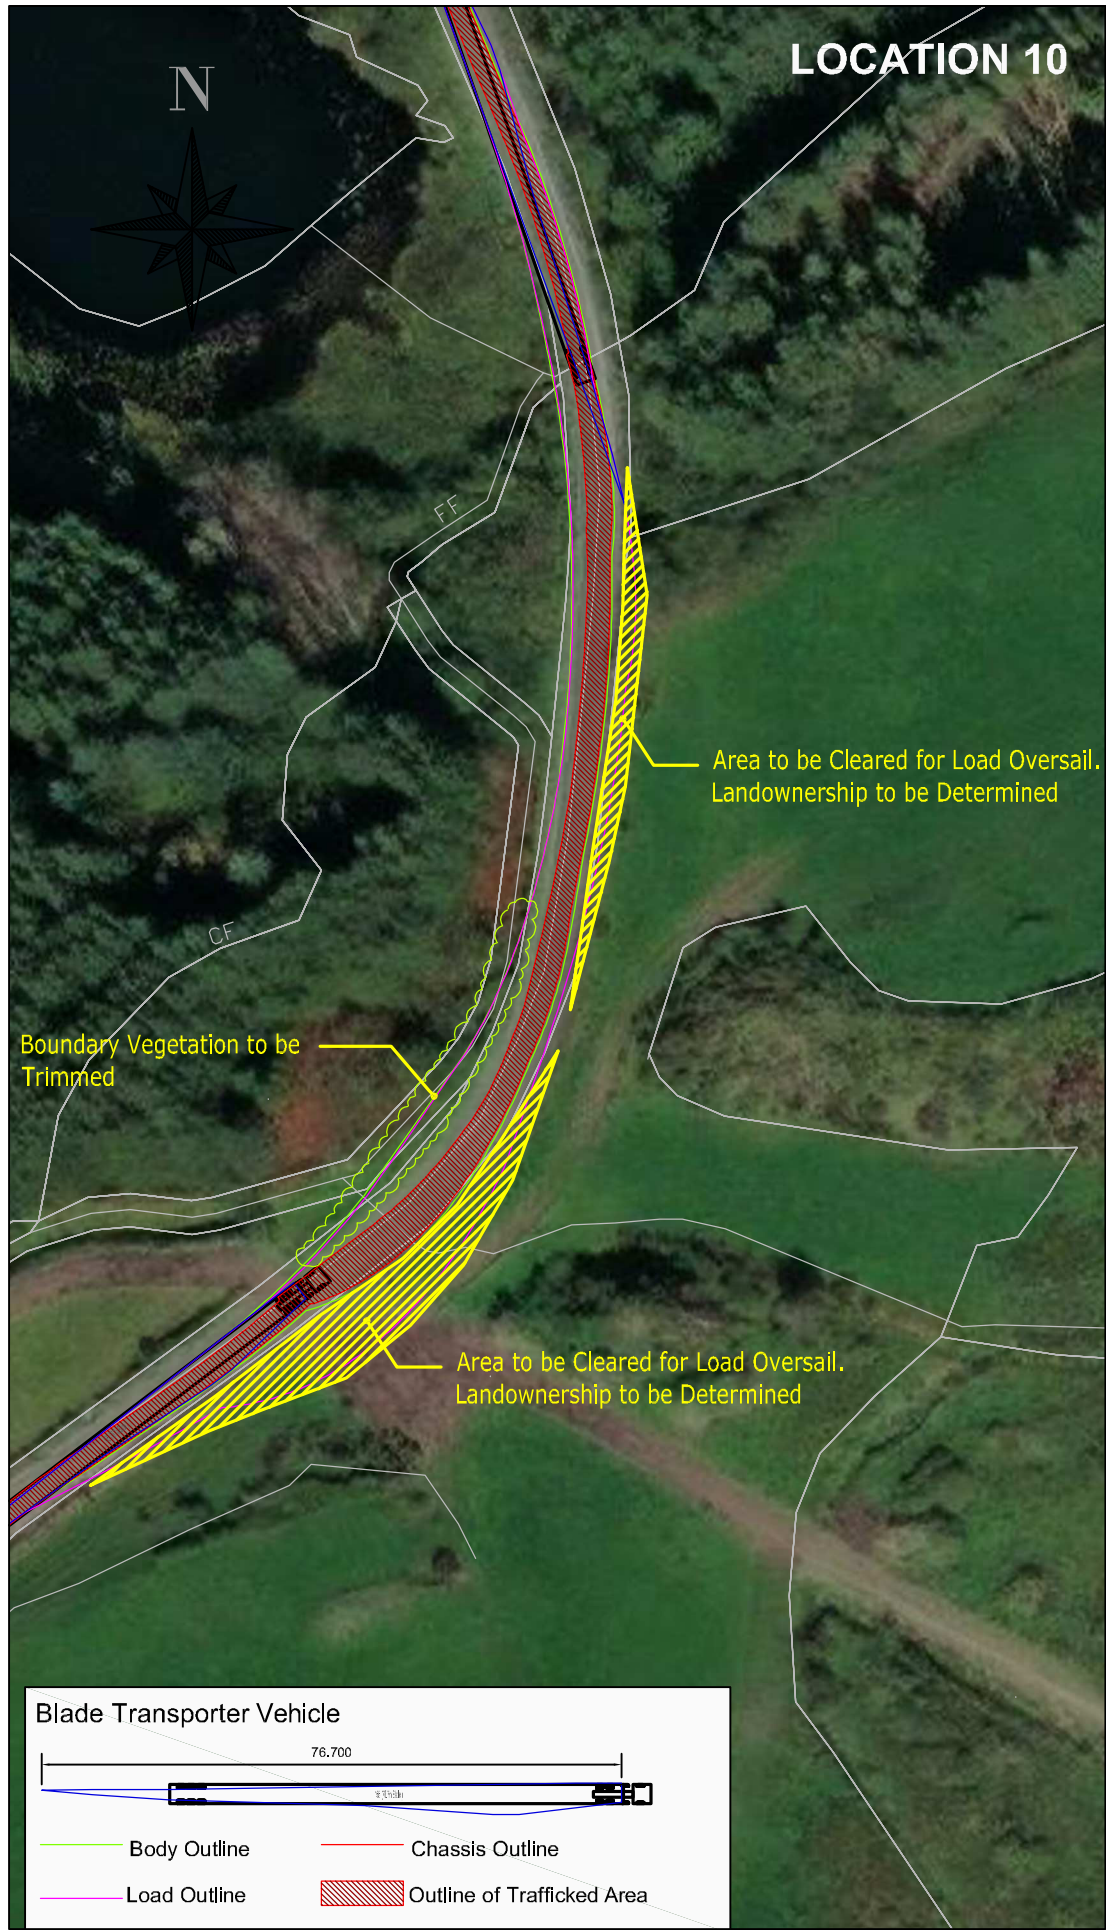 LOCATION 10
N
FF
Area to be Cleared for Load Oversail.
Landownership to be Determined
CF
Boundary Vegetation to be
Trimmed
Area to be Cleared for Load Oversail.
Landownership to be Determined
Blade Transporter Vehicle
76.700
Body Outline
Chassis Outline
Load Outline
Outline of Trafficked Area